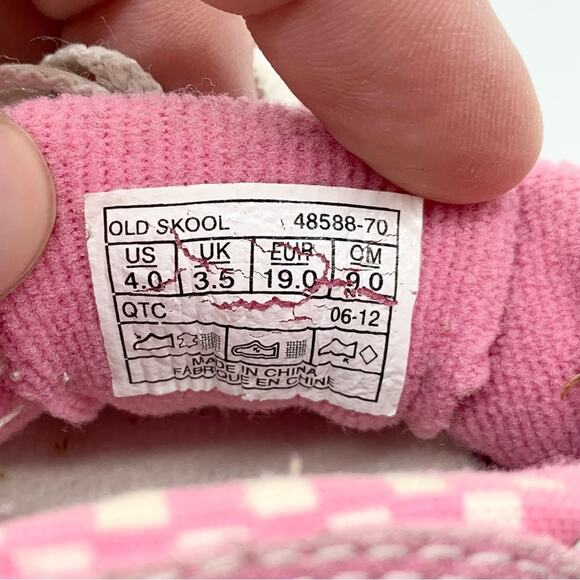 OLD SKOOL 48588-70
US UK EUR CM
4.0 3.5 19.0 9.0
QTC 06-12
MADE IN CHINA
FABRIQUE EN CHINE